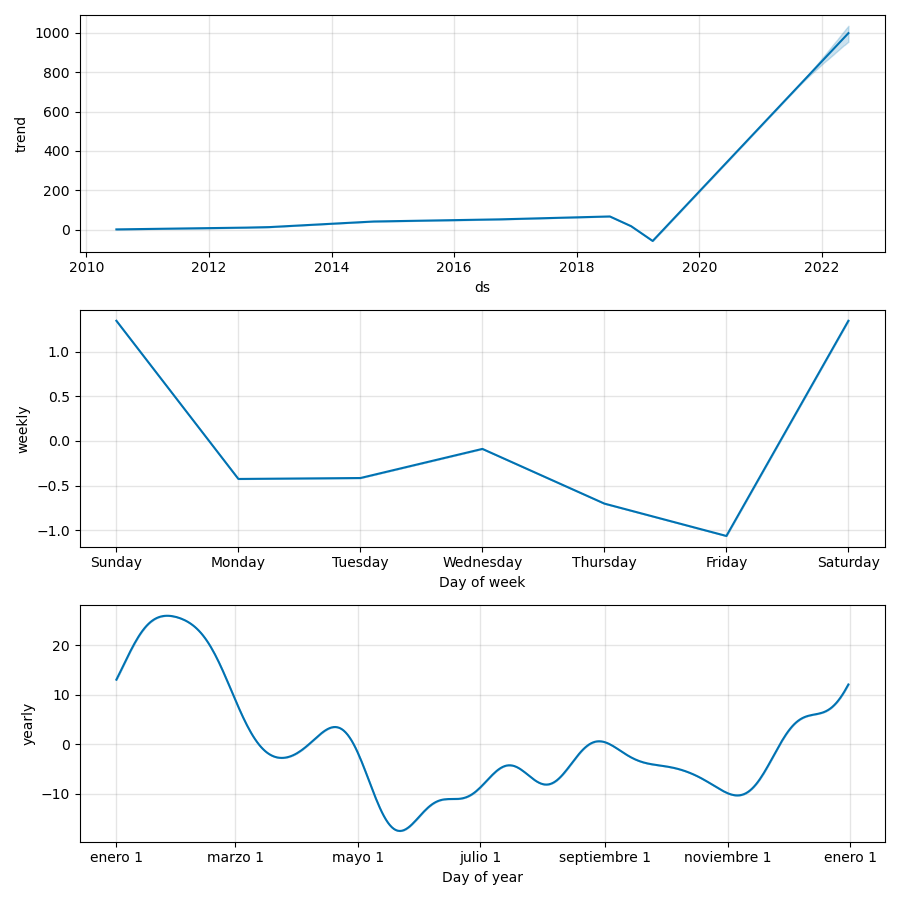 1000
800
600
400
200
0
trend
2010 2012 2014 2016 2018 2020 2022
ds
1.0
0.5
0.0
−0.5
−1.0
weekly
Sunday Monday Tuesday Wednesday Thursday Friday Saturday
Day of week
20
10
0
−10
yearly
enero 1 marzo 1 mayo 1 julio 1 septiembre 1 noviembre 1 enero 1
Day of year